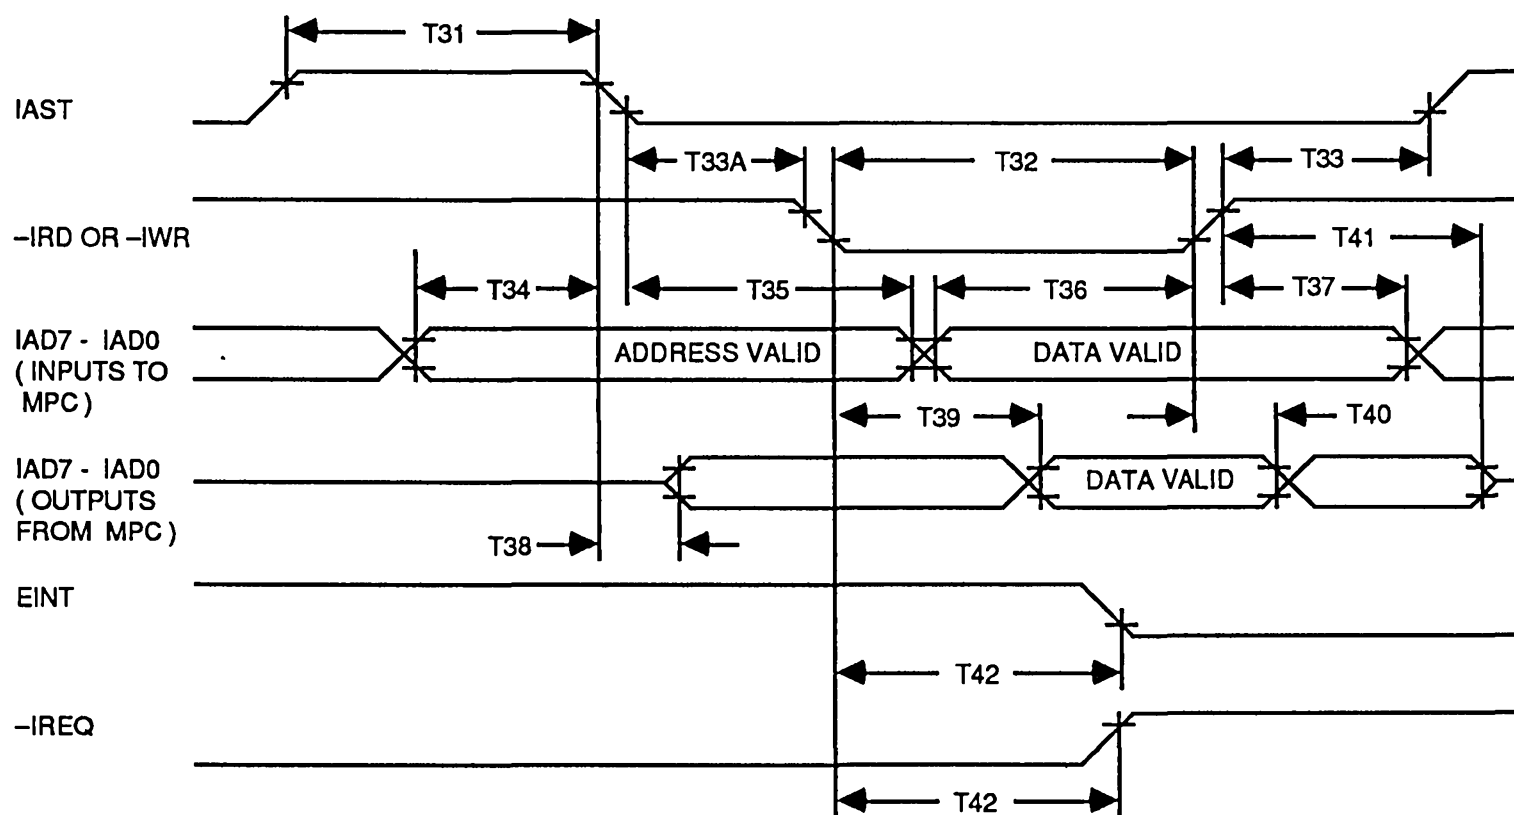 T31
IAST
T33A
T32
T33
–IRD OR –IWR
T41
T34
T35
T36
T37
IAD7 - IAD0
( INPUTS TO
MPC )
ADDRESS VALID
DATA VALID
T39
T40
IAD7 - IAD0
( OUTPUTS
FROM MPC )
DATA VALID
T38
EINT
T42
–IREQ
T42